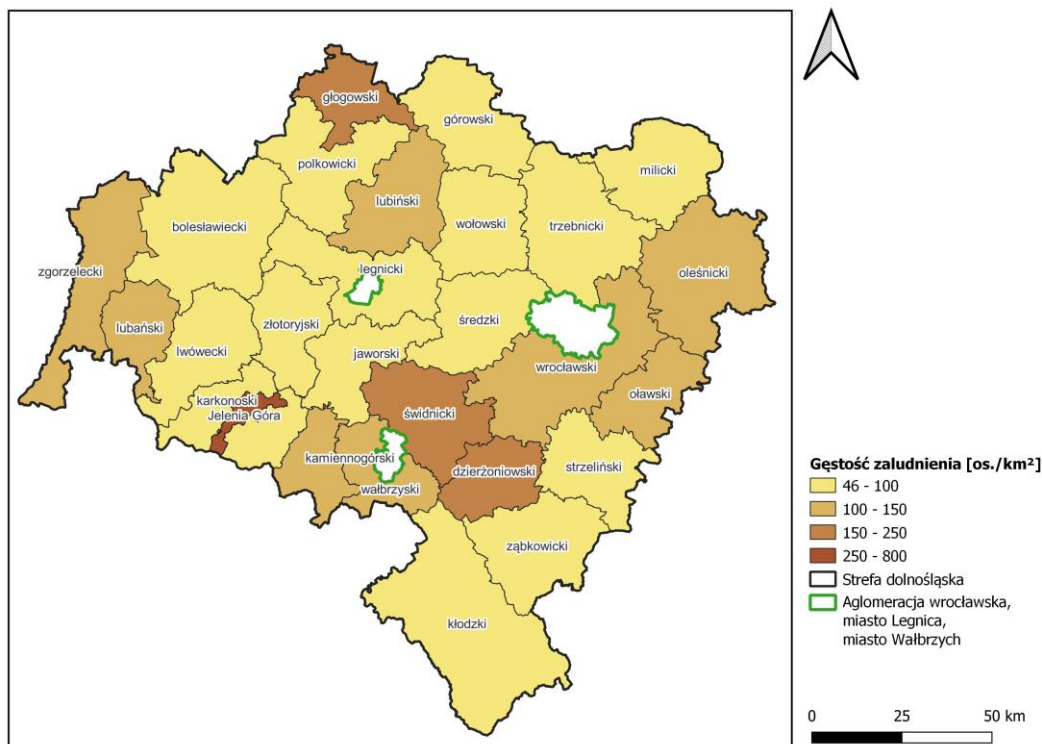 głogowski
górowski
polkowicki
milicki
lubiński
wołowski
trzebnicki
bolesławiecki
oleśnicki
zgorzelecki
legnicki
lubański
złotoryjski
średzki
lwówecki
jaworski
wrocławski
oławski
karkonoski
Jelenia Góra
świdnicki
kamiennogórski
dzierżoniowski
strzeliński
wałbrzyski
ząbkowicki
kłodzki
Gęstość zaludnienia [os./km²]
46 - 100
100 - 150
150 - 250
250 - 800
Strefa dolnośląska
Aglomeracja wrocławska,
miasto Legnica,
miasto Wałbrzych
0 25 50 km